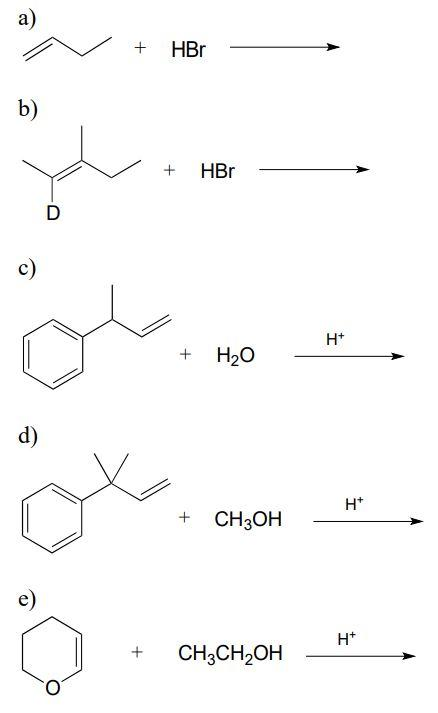 a)
+ HBr
b)
+ HBr
D
c)
+ H₂O H⁺
d)
+ CH₃OH H⁺
e)
O + CH₃CH₂OH H⁺